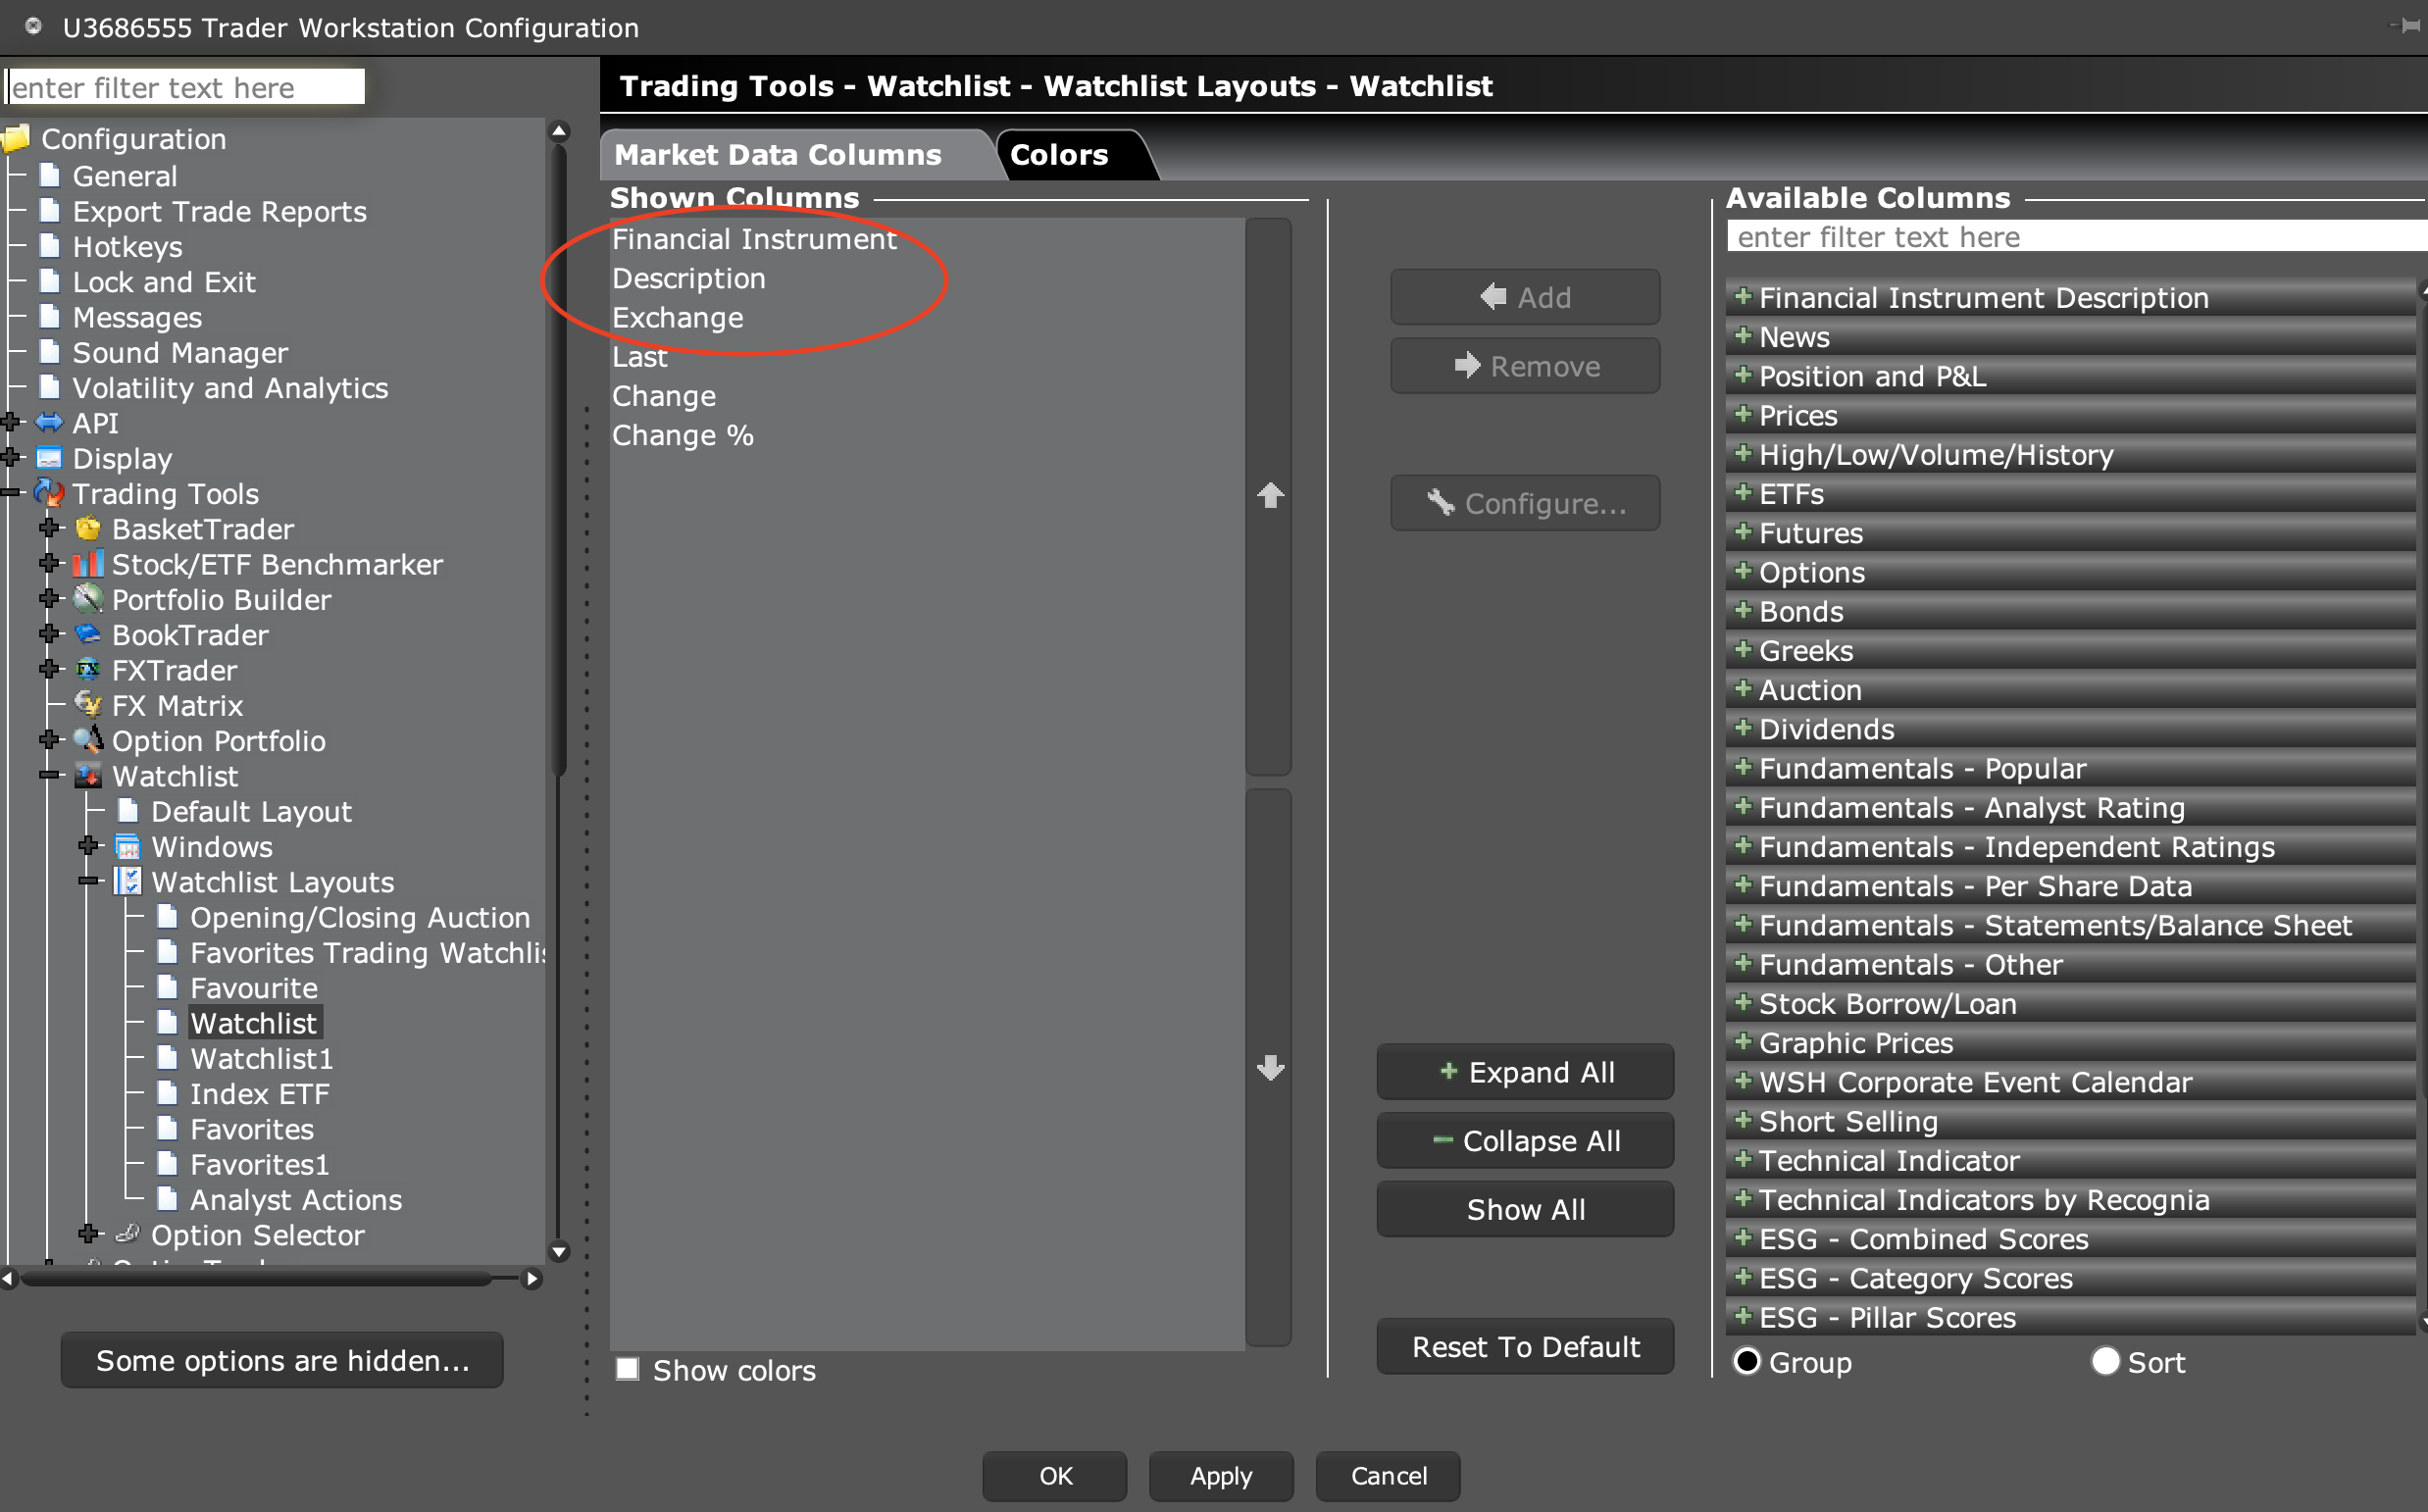 U3686555 Trader Workstation Configuration
enter filter text here
Configuration
General
Export Trade Reports
Hotkeys
Lock and Exit
Messages
Sound Manager
Volatility and Analytics
API
Display
Trading Tools
BasketTrader
Stock/ETF Benchmarker
Portfolio Builder
BookTrader
FXTrader
FX Matrix
Option Portfolio
Watchlist
Default Layout
Windows
Watchlist Layouts
Opening/Closing Auction
Favorites Trading Watchlis
Favourite
Watchlist
Watchlist1
Index ETF
Favorites
Favorites1
Analyst Actions
Option Selector
Some options are hidden...
Trading Tools - Watchlist - Watchlist Layouts - Watchlist
Market Data Columns
Colors
Shown Columns
Financial Instrument
Description
Exchange
Last
Change
Change %
Show colors
Add
Remove
Configure...
Expand All
Collapse All
Show All
Reset To Default
Available Columns
enter filter text here
Financial Instrument Description
News
Position and P&L
Prices
High/Low/Volume/History
ETFs
Futures
Options
Bonds
Greeks
Auction
Dividends
Fundamentals - Popular
Fundamentals - Analyst Rating
Fundamentals - Independent Ratings
Fundamentals - Per Share Data
Fundamentals - Statements/Balance Sheet
Fundamentals - Other
Stock Borrow/Loan
Graphic Prices
WSH Corporate Event Calendar
Short Selling
Technical Indicator
Technical Indicators by Recognia
ESG - Combined Scores
ESG - Category Scores
ESG - Pillar Scores
Group
Sort
OK
Apply
Cancel